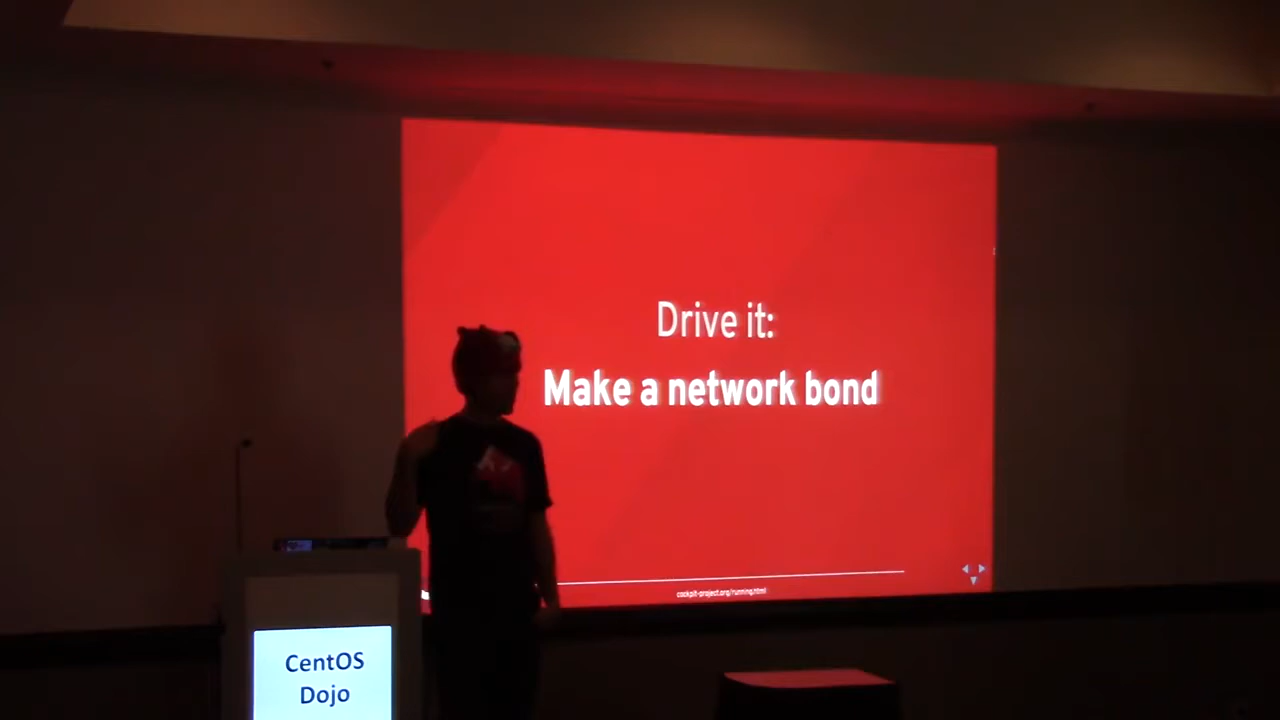 Drive it:
Make a network bond
cockpit-project.org/running.html
CentOS
Dojo